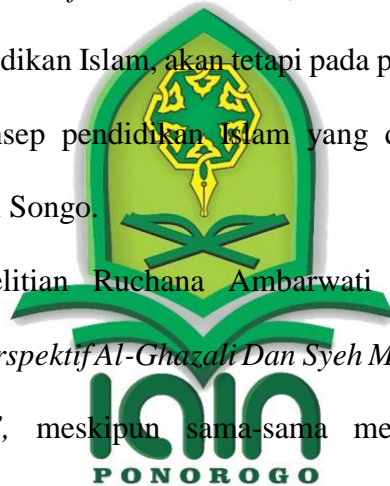 dikan Islam, akan tetapi pada p
sep pendidikan Islam yang
Songo.
elitian Ruchana Ambarwati
rspektif Al-Ghazali Dan Syeh M
meskipun sama-sama me
IAIN
PONOROGO